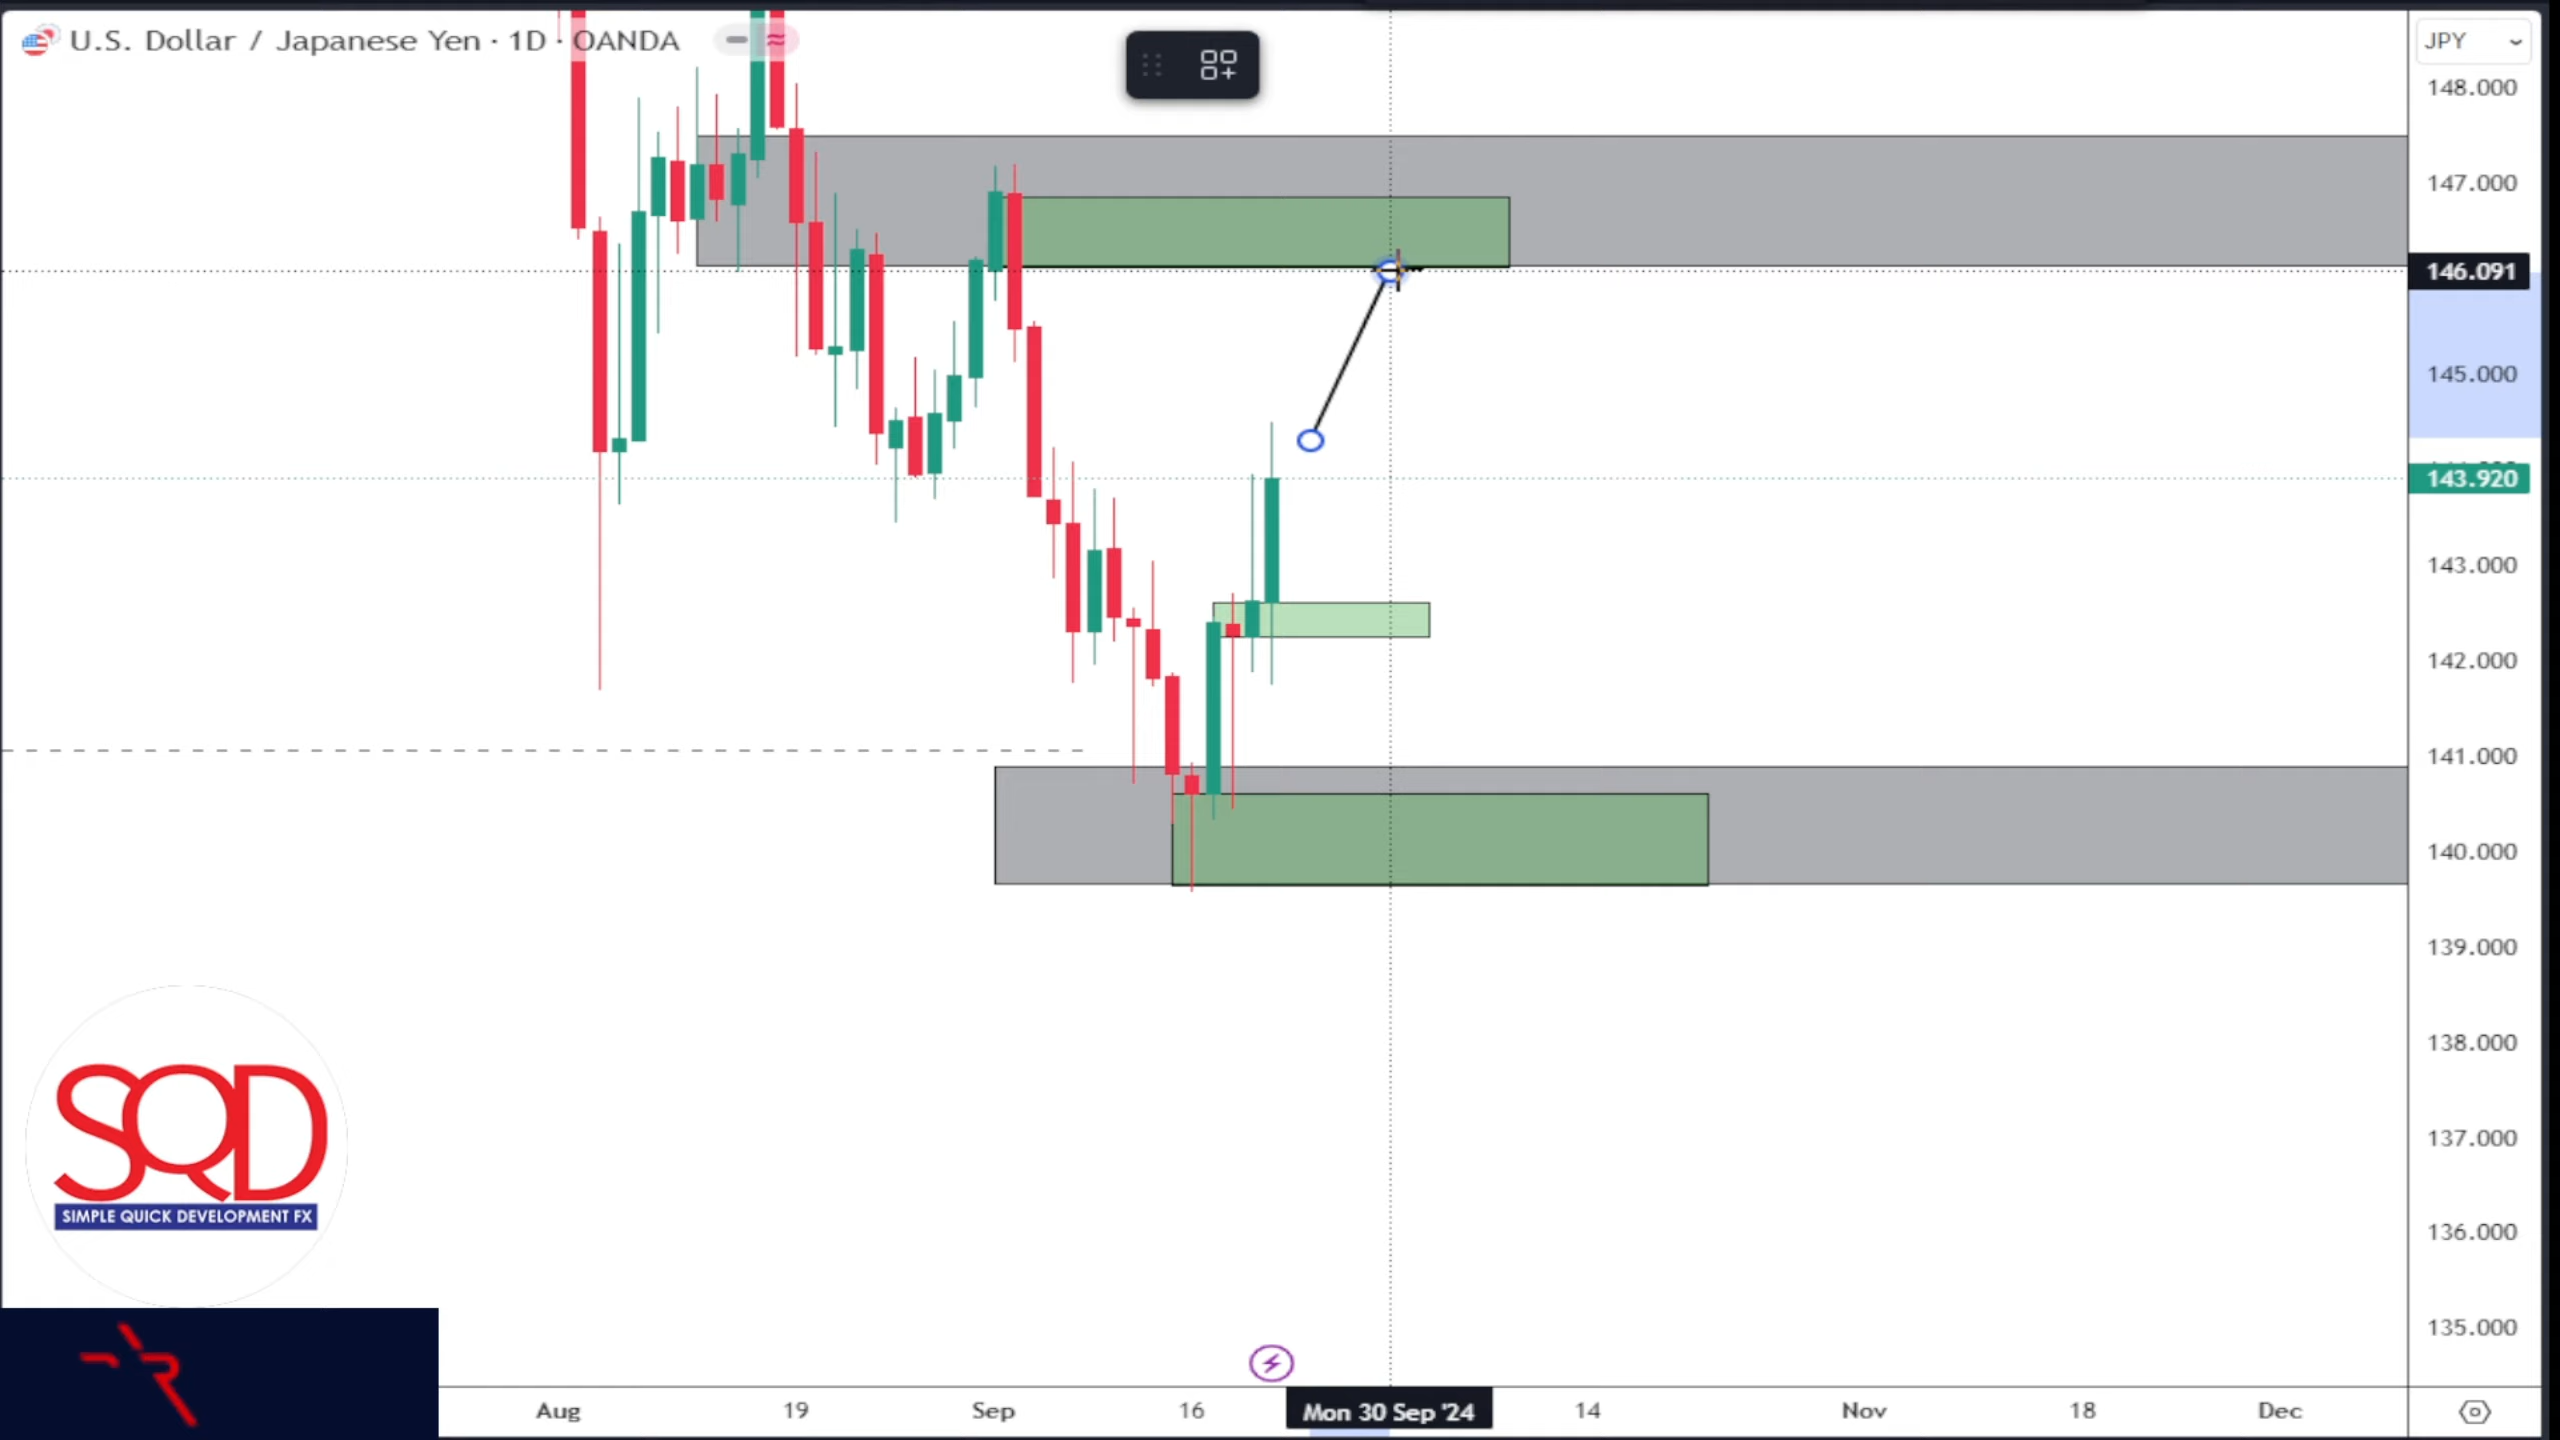 U.S. Dollar / Japanese Yen · 1D · OANDA
JPY
148.000
147.000
146.091
145.000
143.920
143.000
142.000
141.000
140.000
139.000
138.000
137.000
136.000
135.000
SQD
SIMPLE QUICK DEVELOPMENT FX
Aug 19 Sep 16 Mon 30 Sep '24 14 Nov 18 Dec